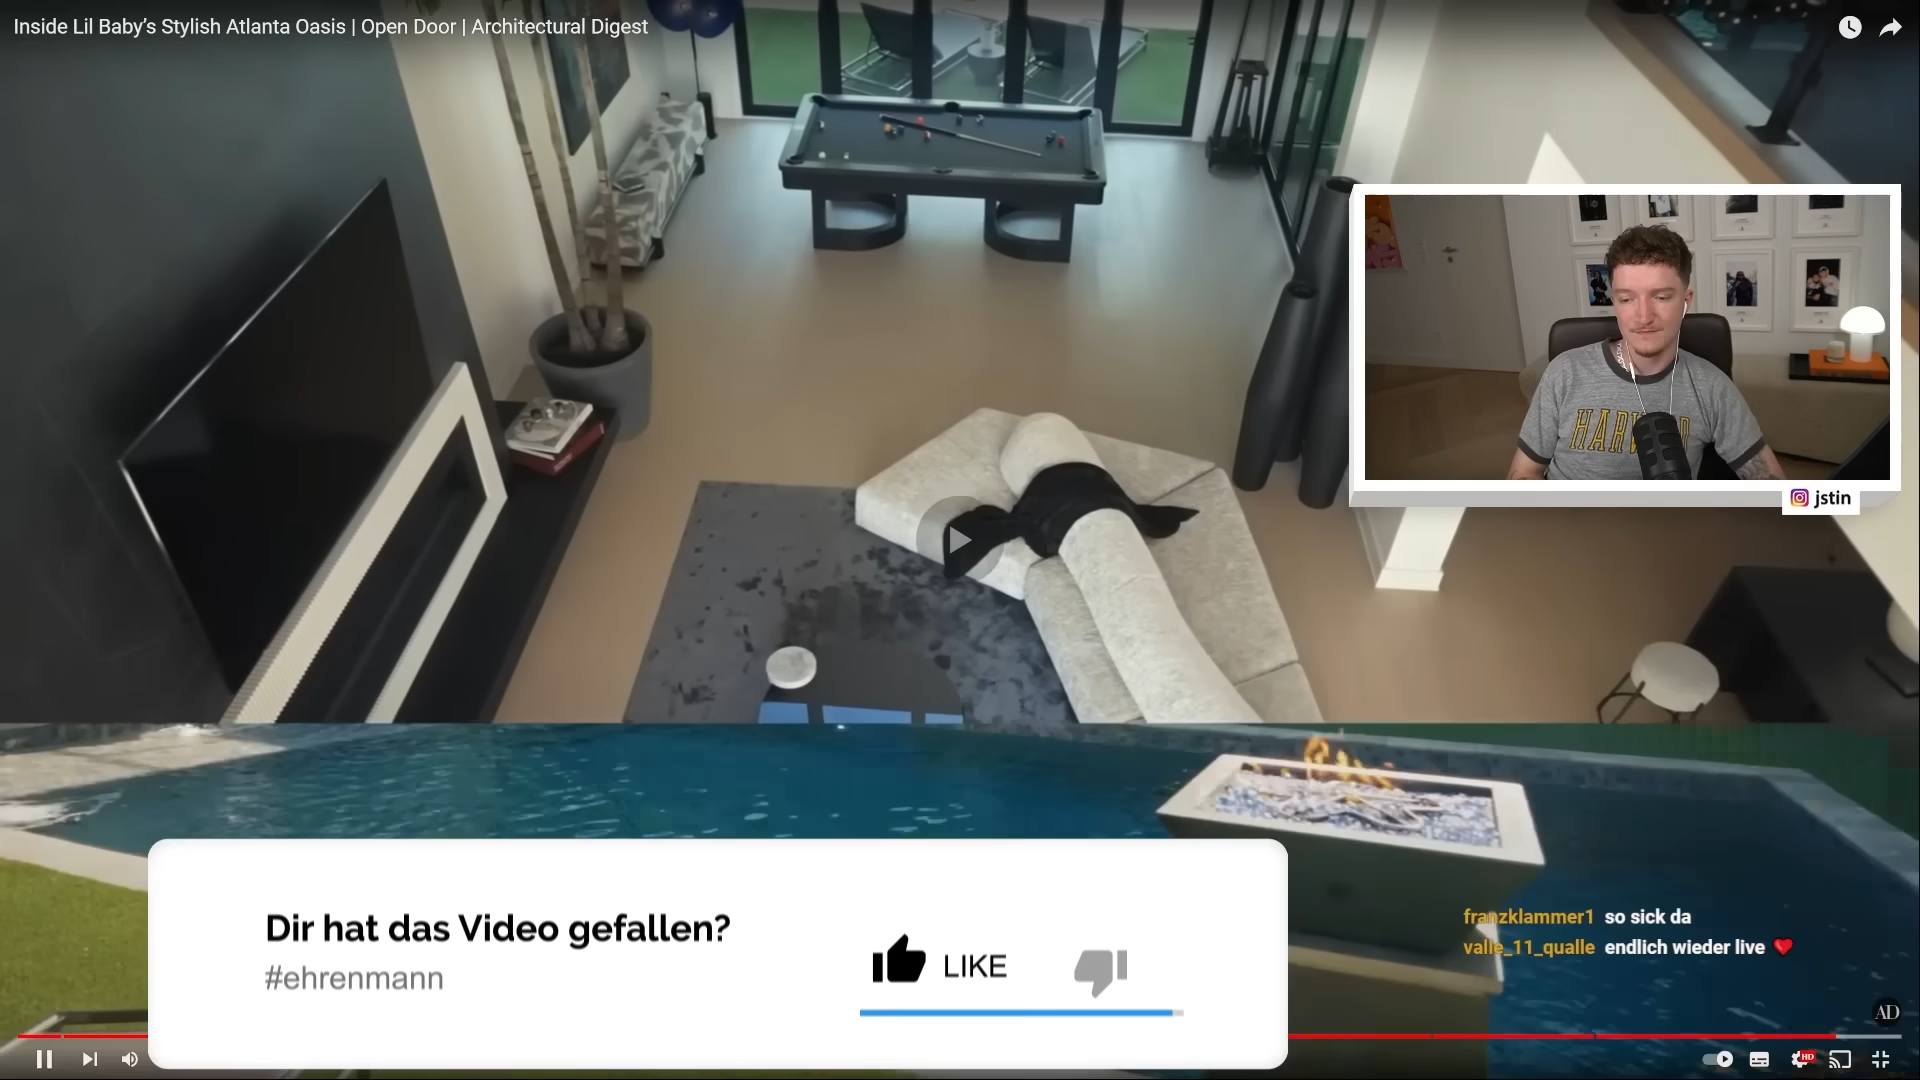 Inside Lil Baby’s Stylish Atlanta Oasis | Open Door | Architectural Digest
jstin
Dir hat das Video gefallen?
#ehrenmann
LIKE
franzklammer1 so sick da
valle_11_qualle endlich wieder live
AD
HD